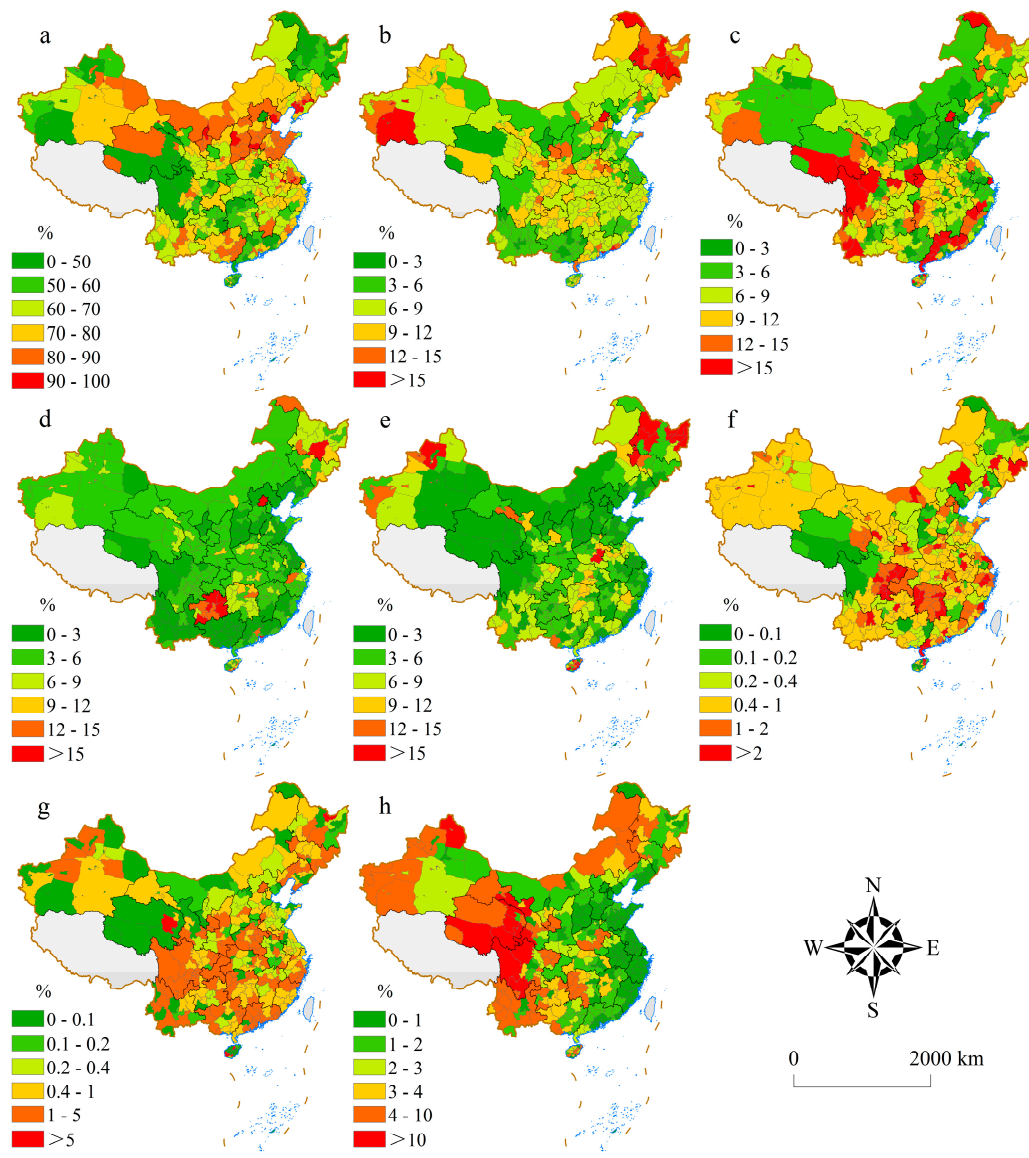 a
%
0 - 50
50 - 60
60 - 70
70 - 80
80 - 90
90 - 100
b
%
0 - 3
3 - 6
6 - 9
9 - 12
12 - 15
＞15
c
%
0 - 3
3 - 6
6 - 9
9 - 12
12 - 15
＞15
d
%
0 - 3
3 - 6
6 - 9
9 - 12
12 - 15
＞15
e
%
0 - 3
3 - 6
6 - 9
9 - 12
12 - 15
＞15
f
%
0 - 0.1
0.1 - 0.2
0.2 - 0.4
0.4 - 1
1 - 2
＞2
g
%
0 - 0.1
0.1 - 0.2
0.2 - 0.4
0.4 - 1
1 - 5
＞5
h
%
0 - 1
1 - 2
2 - 3
3 - 4
4 - 10
＞10
N
W E
S
0 2000 km